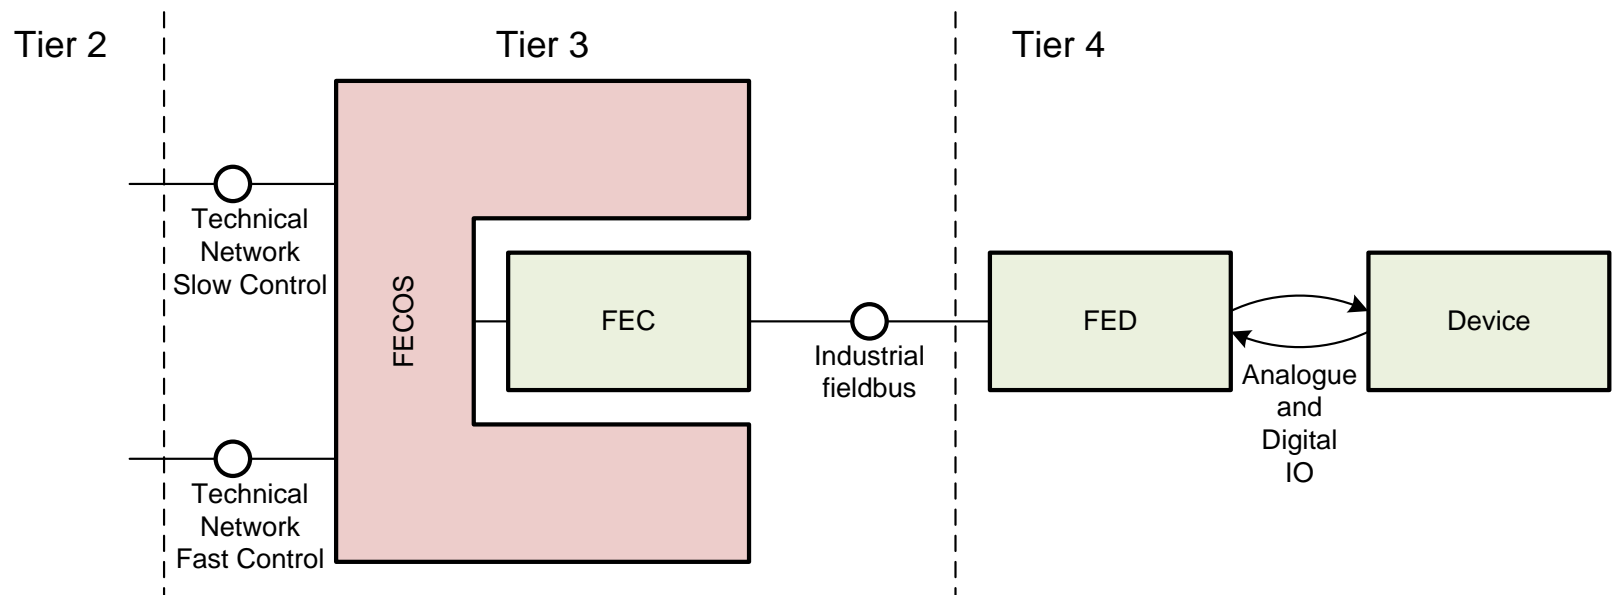 Tier 2
Tier 3
Tier 4
Technical
Network
Slow Control
FECOS
FEC
Industrial
fieldbus
FED
Device
Analogue
and
Digital
IO
Technical
Network
Fast Control